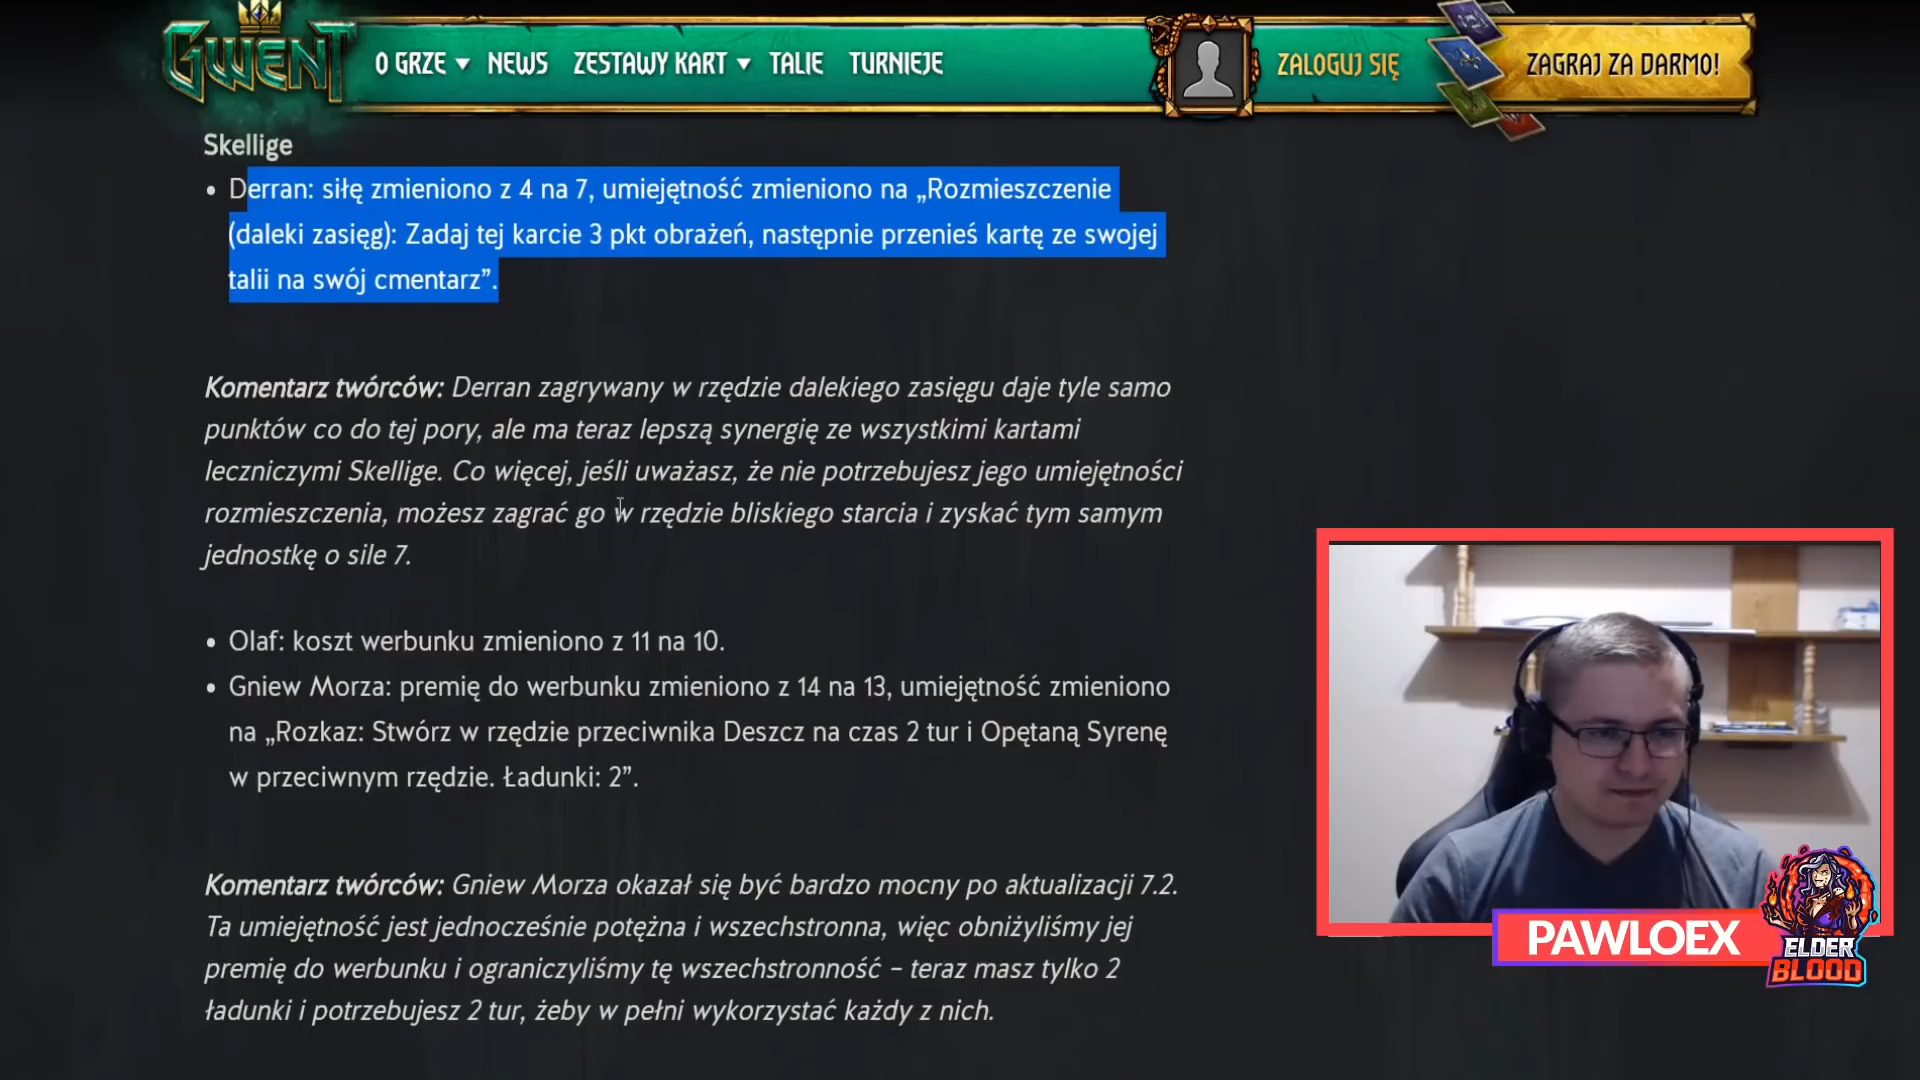 GWENT
O GRZE
NEWS
ZESTAWY KART
TALIE
TURNIEJE
ZALOGUJ SIĘ
ZAGRAJ ZA DARMO!
Skellige
• Derran: siłę zmieniono z 4 na 7, umiejętność zmieniono na „Rozmieszczenie
(daleki zasięg): Zadaj tej karcie 3 pkt obrażeń, następnie przenieś kartę ze swojej
talii na swój cmentarz”.
Komentarz twórców: Derran zagrywany w rzędzie dalekiego zasięgu daje tyle samo
punktów co do tej pory, ale ma teraz lepszą synergię ze wszystkimi kartami
leczniczymi Skellige. Co więcej, jeśli uważasz, że nie potrzebujesz jego umiejętności
rozmieszczenia, możesz zagrać go w rzędzie bliskiego starcia i zyskać tym samym
jednostkę o sile 7.
• Olaf: koszt werbunku zmieniono z 11 na 10.
• Gniew Morza: premię do werbunku zmieniono z 14 na 13, umiejętność zmieniono
na „Rozkaz: Stwórz w rzędzie przeciwnika Deszcz na czas 2 tur i Opętaną Syrenę
w przeciwnym rzędzie. Ładunki: 2”.
Komentarz twórców: Gniew Morza okazał się być bardzo mocny po aktualizacji 7.2.
Ta umiejętność jest jednocześnie potężna i wszechstronna, więc obniżyliśmy jej
premię do werbunku i ograniczyliśmy tę wszechstronność – teraz masz tylko 2
ładunki i potrzebujesz 2 tur, żeby w pełni wykorzystać każdy z nich.
PAWLOEX
ELDER
BLOOD